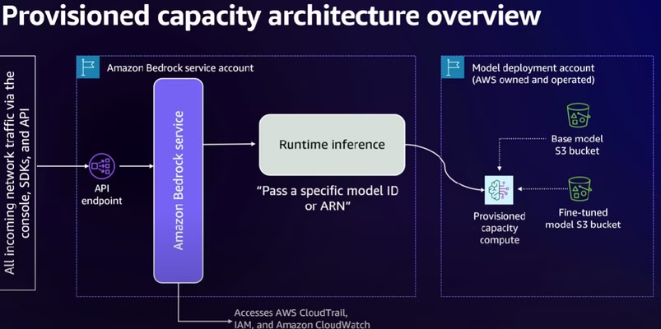 Provisioned capacity architecture overview
All incoming network traffic via the
console, SDKs, and API
Amazon Bedrock service account
API
endpoint
Amazon Bedrock service
Runtime inference
“Pass a specific model ID
or ARN”
Accesses AWS CloudTrail,
IAM, and Amazon CloudWatch
Model deployment account
(AWS owned and operated)
Base model
S3 bucket
Provisioned
capacity
compute
Fine-tuned
model S3 bucket